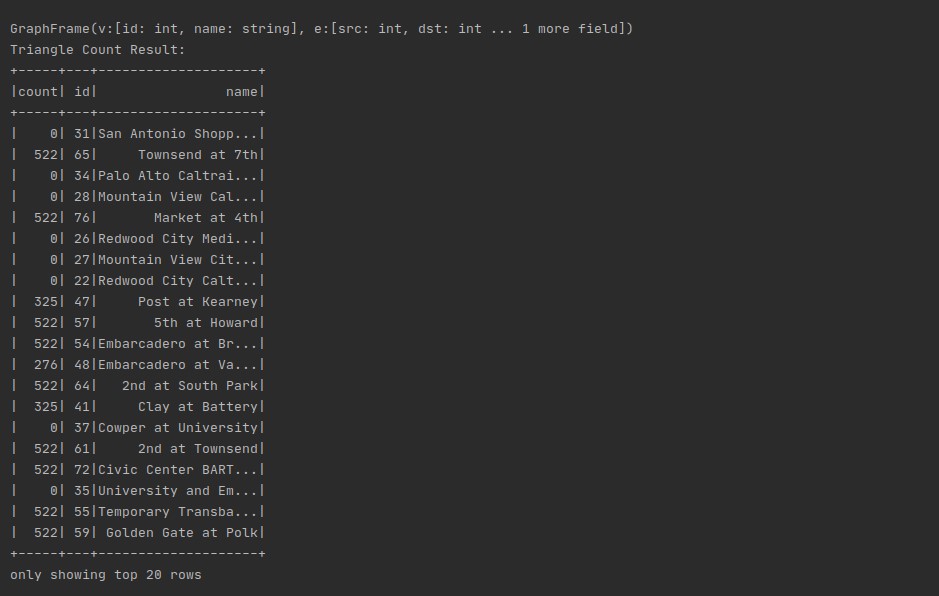 GraphFrame(v:[id: int, name: string], e:[src: int, dst: int ... 1 more field])
Triangle Count Result:
+-----+---+--------------------+
|count| id|                name|
+-----+---+--------------------+
|    0| 31|San Antonio Shopp...|
|  522| 65|     Townsend at 7th|
|    0| 34|Palo Alto Caltrai...|
|    0| 28|Mountain View Cal...|
|  522| 76|       Market at 4th|
|    0| 26|Redwood City Medi...|
|    0| 27|Mountain View Cit...|
|    0| 22|Redwood City Calt...|
|  325| 47|     Post at Kearney|
|  522| 57|       5th at Howard|
|  522| 54|Embarcadero at Br...|
|  276| 48|Embarcadero at Va...|
|  522| 64|   2nd at South Park|
|  325| 41|     Clay at Battery|
|    0| 37|Cowper at University|
|  522| 61|     2nd at Townsend|
|  522| 72|Civic Center BART...|
|    0| 35|University and Em...|
|  522| 55|Temporary Transba...|
|  522| 59| Golden Gate at Polk|
+-----+---+--------------------+
only showing top 20 rows